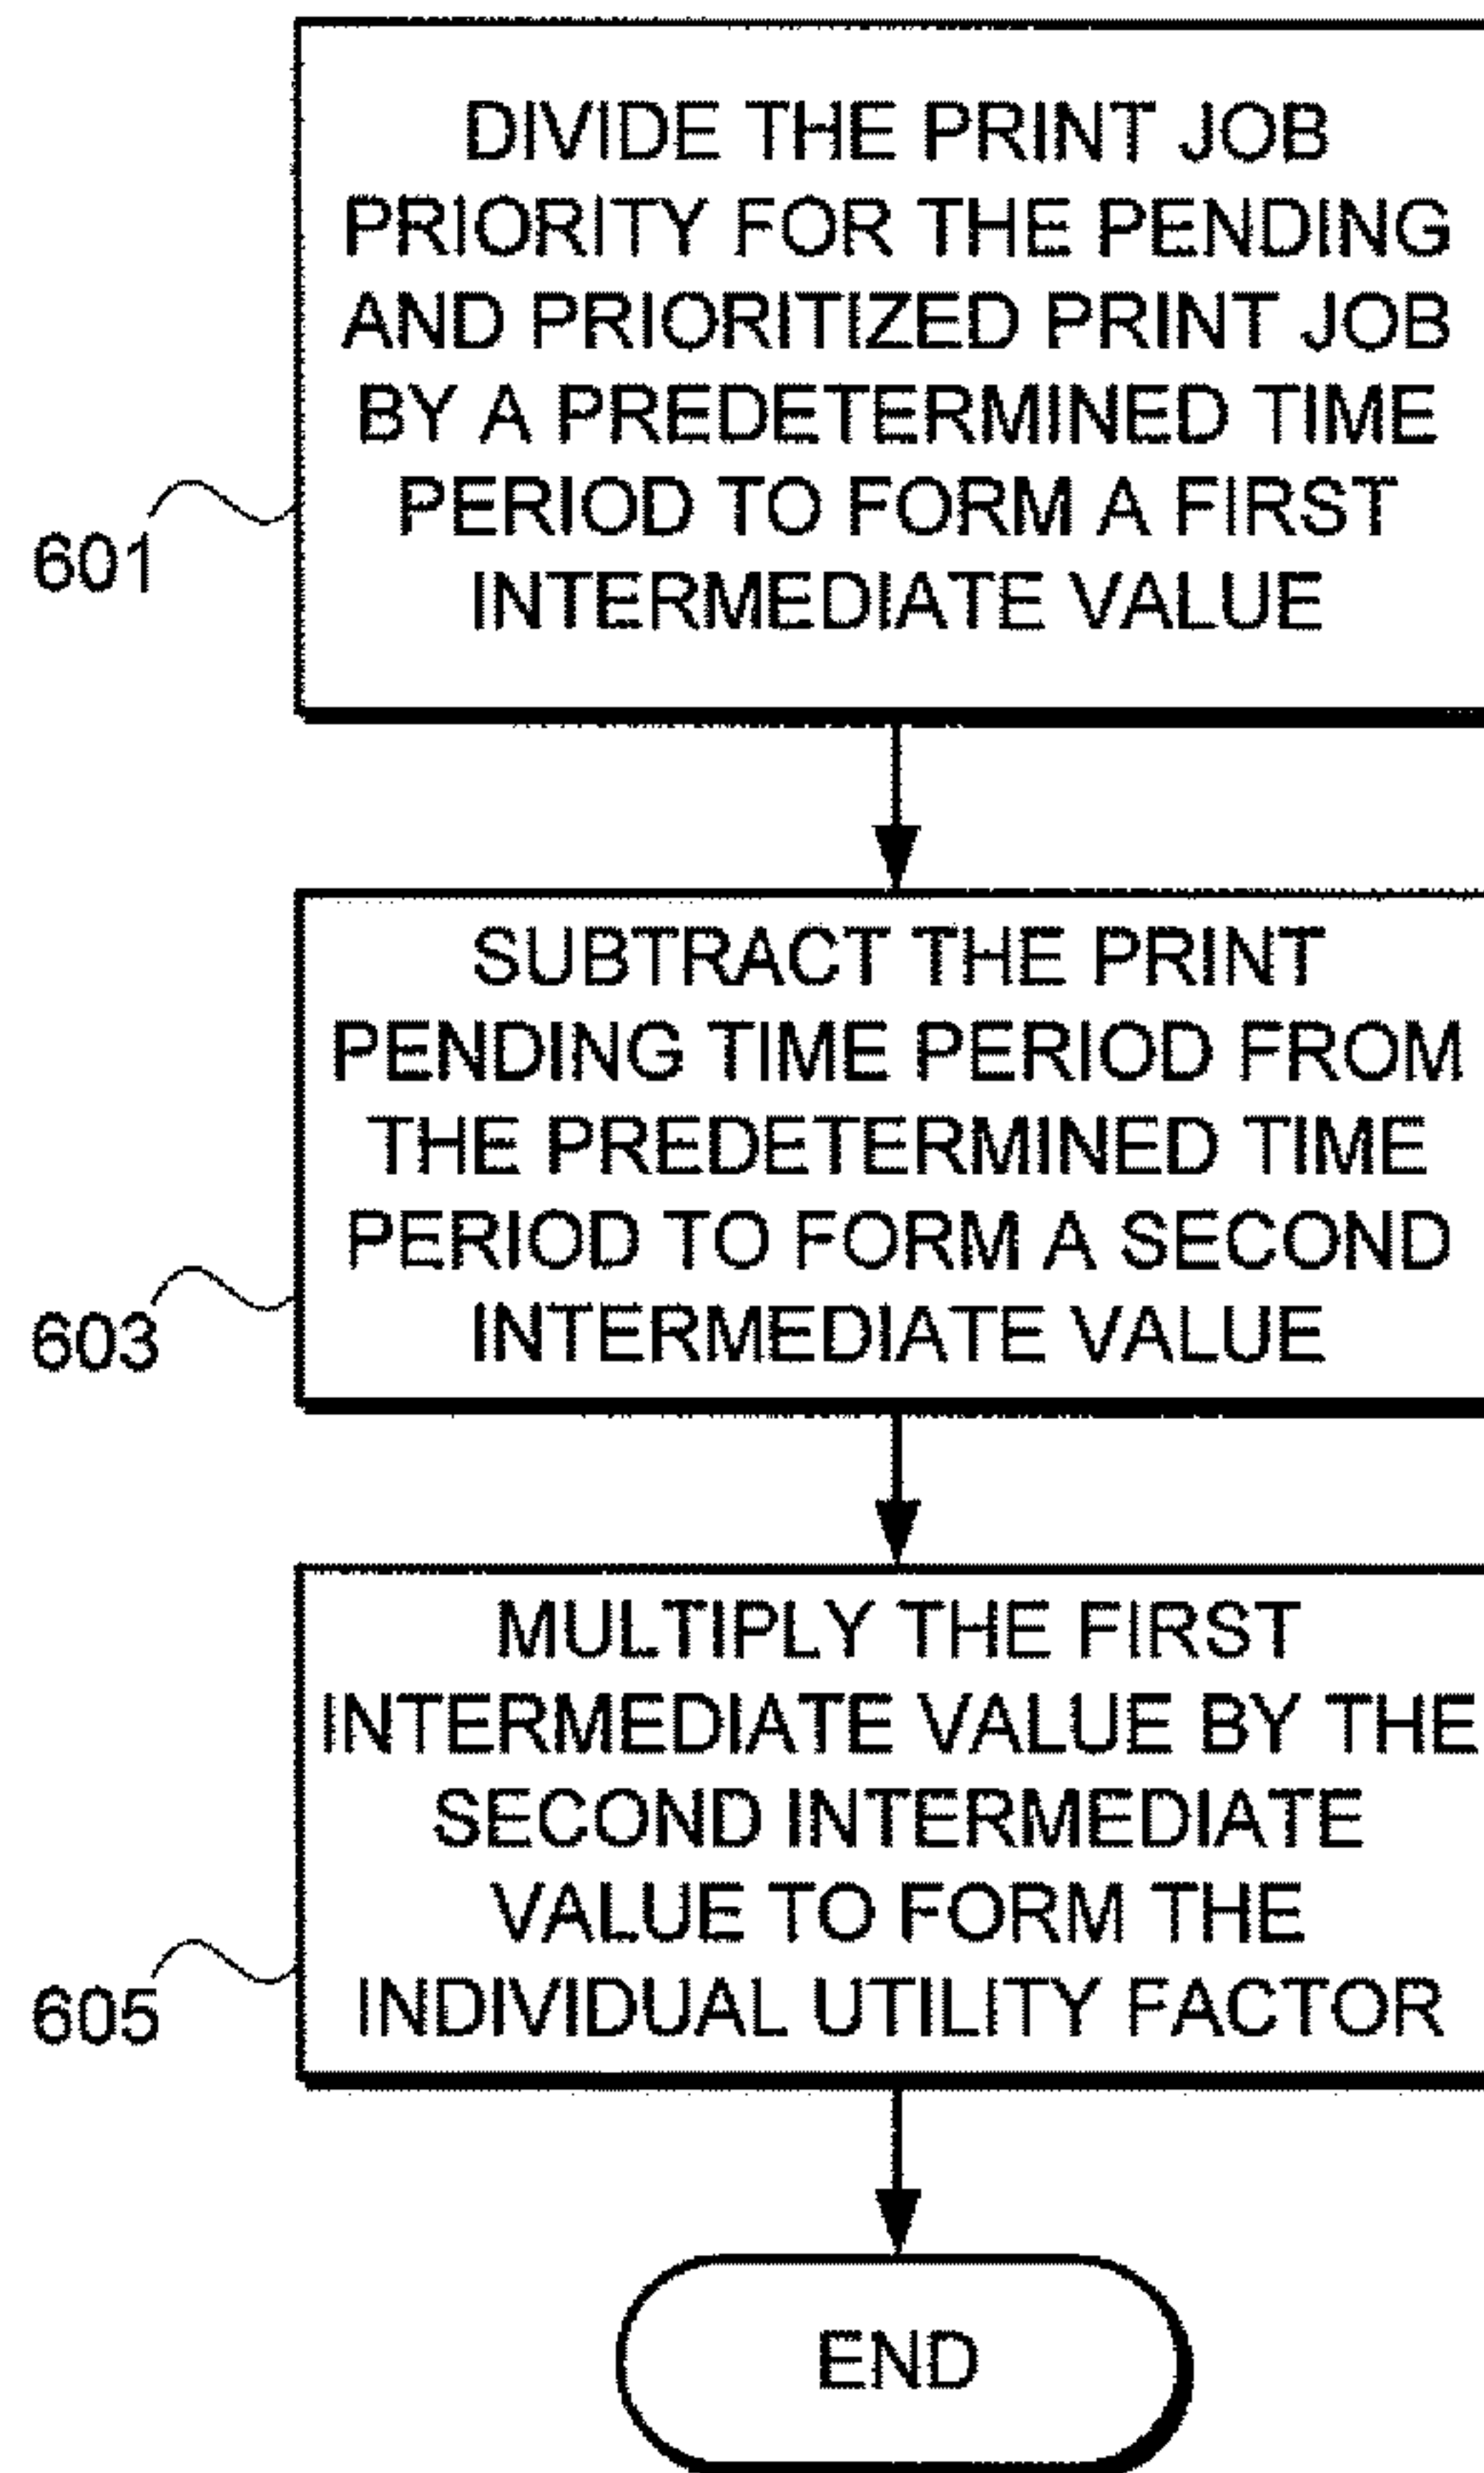 DIVIDE THE PRINT JOB
PRIORITY FOR THE PENDING
AND PRIORITIZED PRINT JOB
BY A PREDETERMINED TIME
PERIOD TO FORM A FIRST
INTERMEDIATE VALUE
601
SUBTRACT THE PRINT
PENDING TIME PERIOD FROM
THE PREDETERMINED TIME
PERIOD TO FORM A SECOND
INTERMEDIATE VALUE
603
MULTIPLY THE FIRST
INTERMEDIATE VALUE BY THE
SECOND INTERMEDIATE
VALUE TO FORM THE
INDIVIDUAL UTILITY FACTOR
605
END